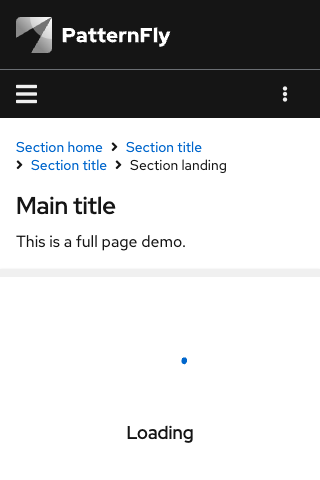 PatternFly
Section home > Section title
> Section title > Section landing
Main title
This is a full page demo.
Loading